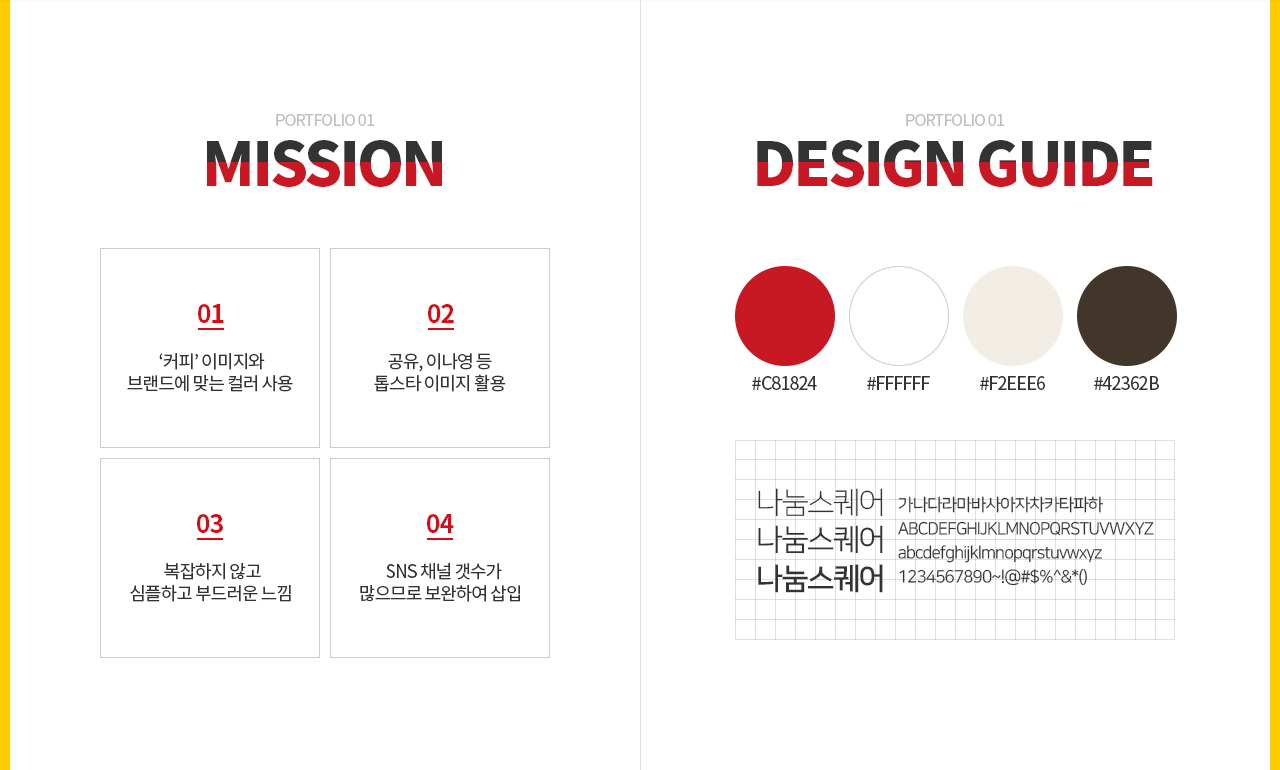 PORTFOLIO 01
MISSION
01
‘커피’ 이미지와
브랜드에 맞는 컬러 사용
02
공유, 이나영 등
톱스타 이미지 활용
03
복잡하지 않고
심플하고 부드러운 느낌
04
SNS 채널 갯수가
많으므로 보완하여 삽입
PORTFOLIO 01
DESIGN GUIDE
#C81824
#FFFFFF
#F2EEE6
#42362B
나눔스퀘어
나눔스퀘어
나눔스퀘어
가나다라마바사아자차카타파하
ABCDEFGHIJKLMNOPQRSTUVWXYZ
abcdefghijklmnopqrstuvwxyz
1234567890~!@#$%^&*()